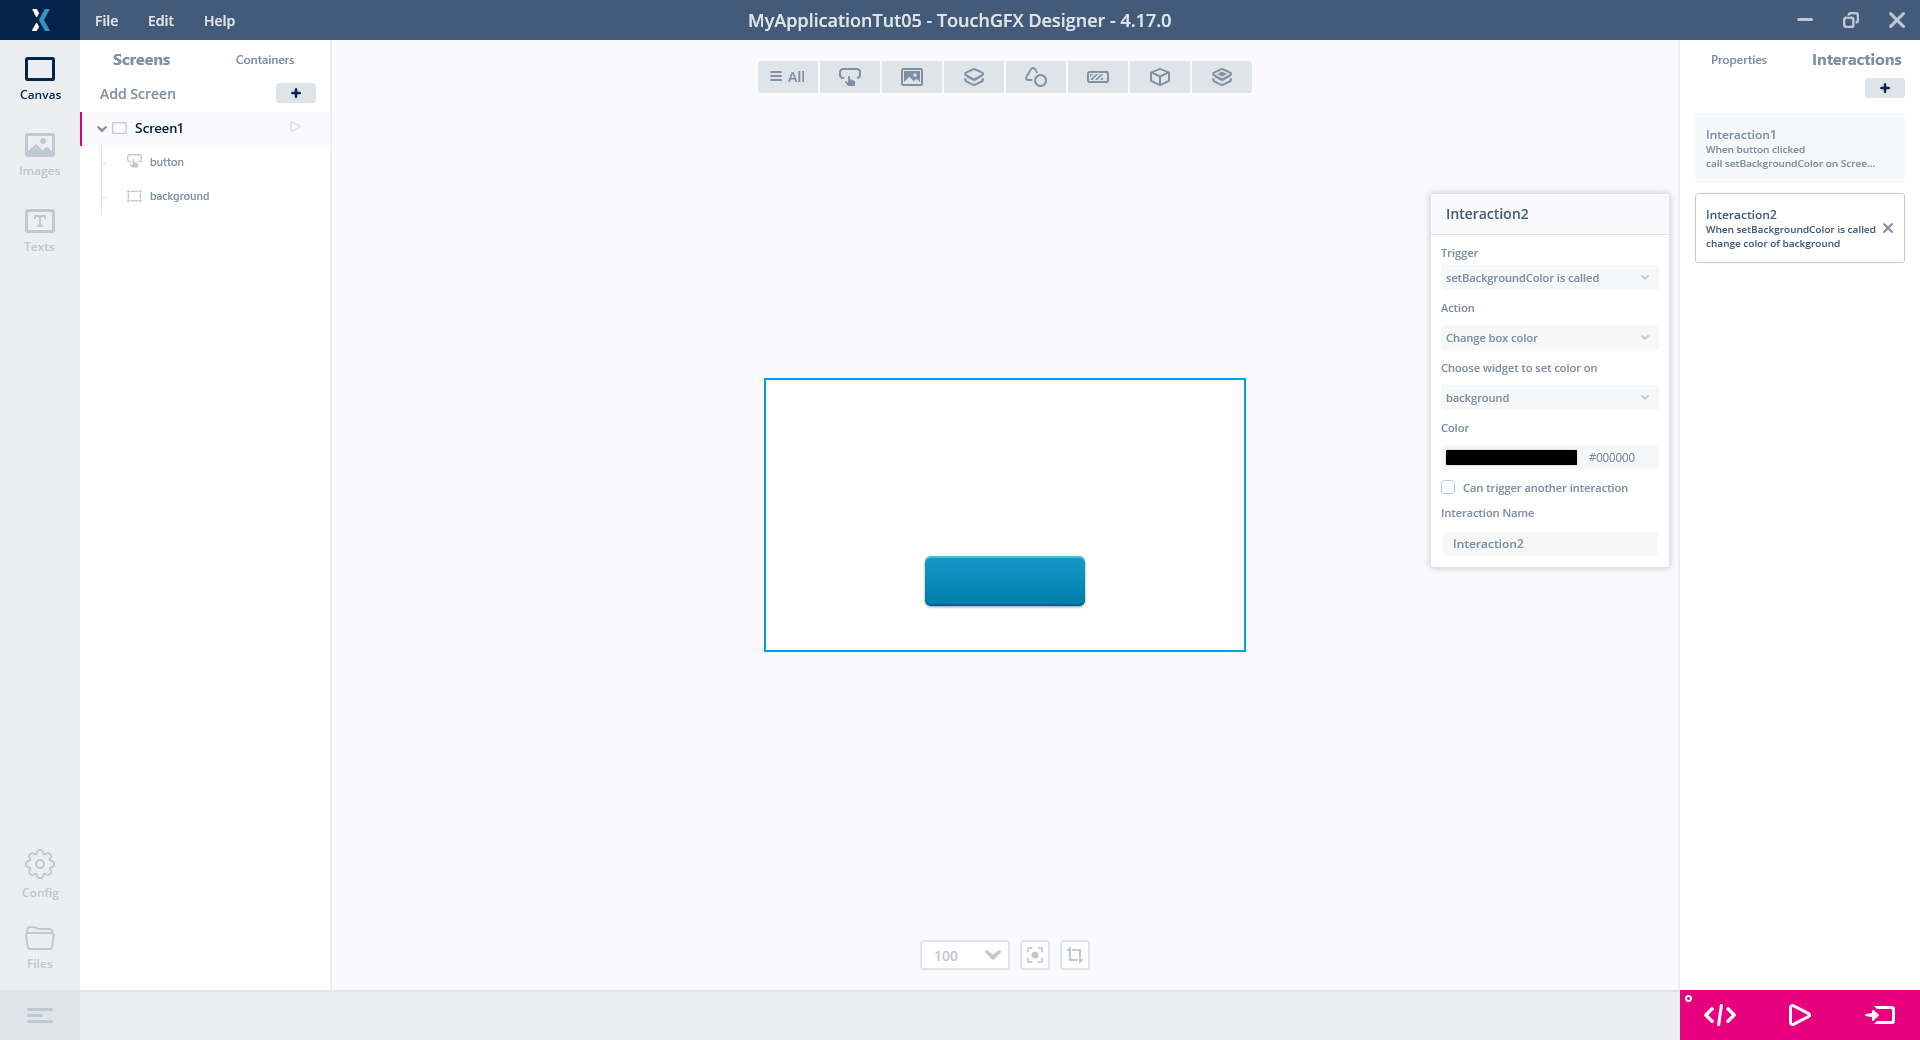 File Edit Help
MyApplicationTut05 - TouchGFX Designer - 4.17.0
Canvas
Images
Texts
Config
Files
Screens Containers
Add Screen
Screen1
button
background
All
100
Interaction2
Trigger
setBackgroundColor is called
Action
Change box color
Choose widget to set color on
background
Color
#000000
Can trigger another interaction
Interaction Name
Interaction2
Properties Interactions
Interaction1
When button clicked
call setBackgroundColor on Scree...
Interaction2
When setBackgroundColor is called
change color of background